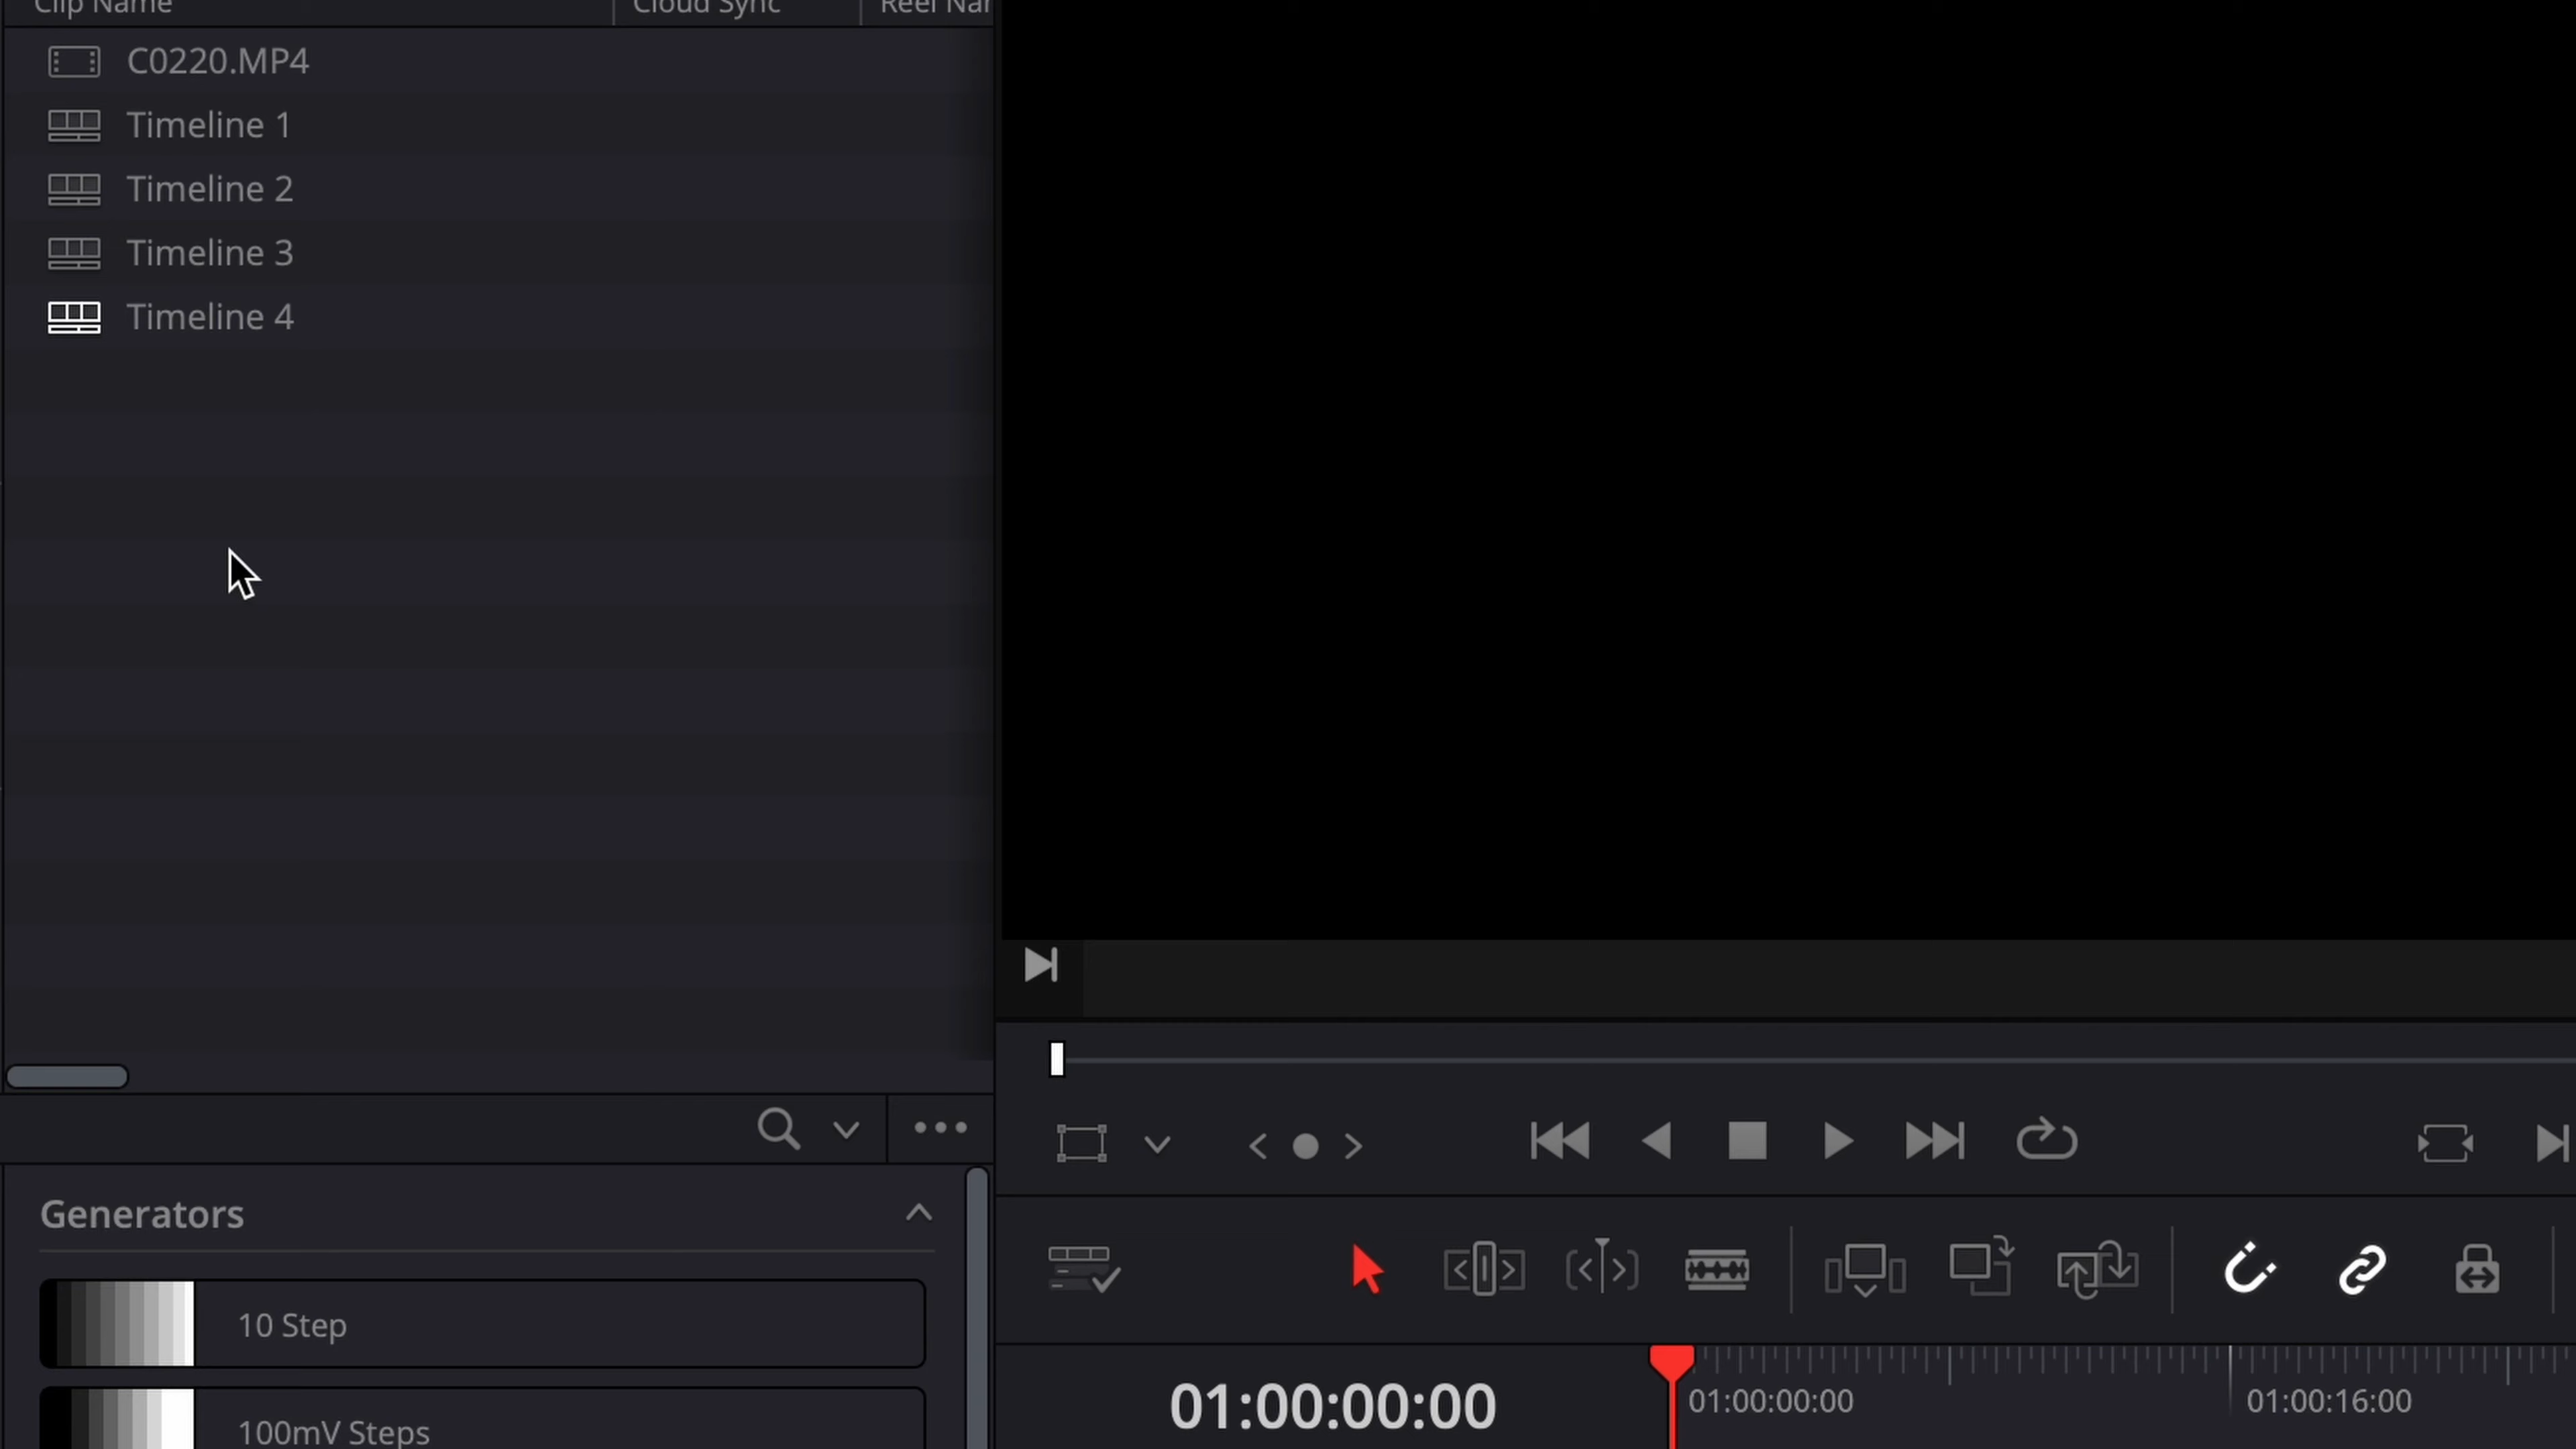 Clip Name
Cloud Sync
Reel Nar
C0220.MP4
Timeline 1
Timeline 2
Timeline 3
Timeline 4
Generators
10 Step
100mV Steps
01:00:00:00
01:00:00:00
01:00:16:00